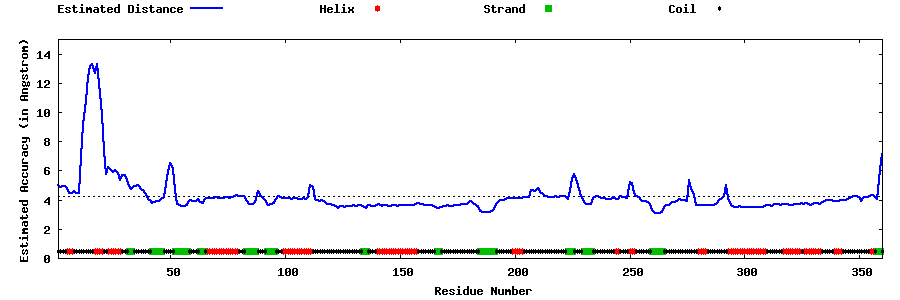 Estimated Distance Helix Strand Coil
Estimated Accuracy (in Angstrom)
14
12
10
8
6
4
2
0
50 100 150 200 250 300 350
Residue Number